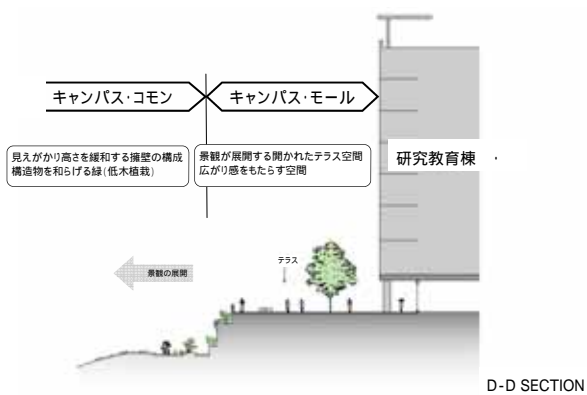 キャンパス・コモン
キャンパス・モール
見えがかり高さを緩和する擁壁の構成
構造物を和らげる緑(低木植栽)
景観が展開する開かれたテラス空間
広がり感をもたらす空間
研究教育棟 ・
テラス
景観の展開
D-D SECTION